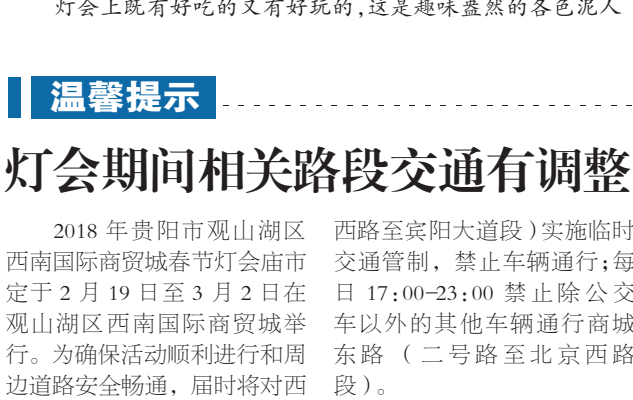 灯会上既有好吃的又有好玩的,这是趣味盎然的各色泥人
温馨提示
灯会期间相关路段交通有调整
2018 年贵阳市观山湖区
西南国际商贸城春节灯会庙市
定于 2 月 19 日至 3 月 2 日在
观山湖区西南国际商贸城举
行。为确保活动顺利进行和周
边道路安全畅通，届时将对西
西路至宾阳大道段）实施临时
交通管制，禁止车辆通行;每
日 17:00-23:00 禁止除公交
车以外的其他车辆通行商城
东路（二号路至北京西路
段）。